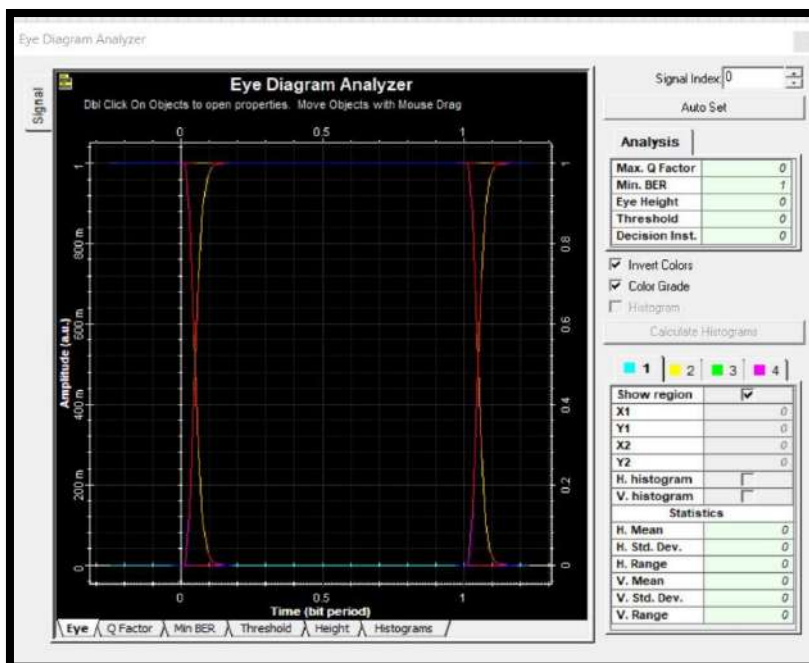 Eye Diagram Analyzer
Signal
Eye Diagram Analyzer
Dbl Click On Objects to open properties. Move Objects with Mouse Drag
0 0.5 1
1 1
800 m 0.8
600 m 0.6
400 m 0.4
200 m 0.2
0 0
Amplitude (a.u.)
0 0.5 1
Time (bit period)
Eye Q Factor Min BER Threshold Height Histograms
Signal Index: 0
Auto Set
Analysis
Max. Q Factor 0
Min. BER 1
Eye Height 0
Threshold 0
Decision Inst. 0
Invert Colors
Color Grade
Histogram
Calculate Histograms
1 2 3 4
Show region
X1 0
Y1 0
X2 0
Y2 0
H. histogram
V. histogram
Statistics
H. Mean 0
H. Std. Dev. 0
H. Range 0
V. Mean 0
V. Std. Dev. 0
V. Range 0